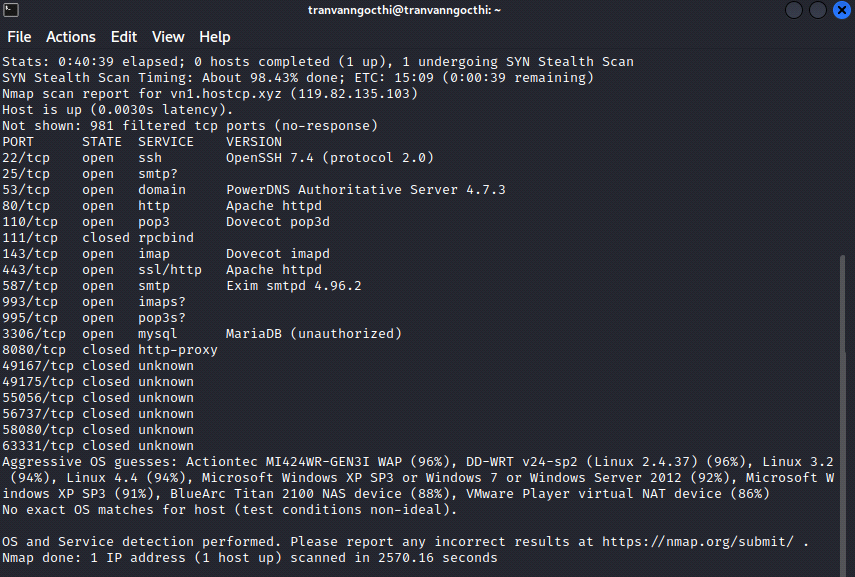 tranvanngocthi@tranvanngocthi: ~
File Actions Edit View Help
Stats: 0:40:39 elapsed; 0 hosts completed (1 up), 1 undergoing SYN Stealth Scan
SYN Stealth Scan Timing: About 98.43% done; ETC: 15:09 (0:00:39 remaining)
Nmap scan report for vn1.hostcp.xyz (119.82.135.103)
Host is up (0.0030s latency).
Not shown: 981 filtered tcp ports (no-response)
PORT      STATE  SERVICE    VERSION
22/tcp    open   ssh        OpenSSH 7.4 (protocol 2.0)
25/tcp    open   smtp?
53/tcp    open   domain     PowerDNS Authoritative Server 4.7.3
80/tcp    open   http       Apache httpd
110/tcp   open   pop3       Dovecot pop3d
111/tcp   closed rpcbind
143/tcp   open   imap       Dovecot imapd
443/tcp   open   ssl/http   Apache httpd
587/tcp   open   smtp       Exim smtpd 4.96.2
993/tcp   open   imaps?
995/tcp   open   pop3s?
3306/tcp  open   mysql      MariaDB (unauthorized)
8080/tcp  closed http-proxy
49167/tcp closed unknown
49175/tcp closed unknown
55056/tcp closed unknown
56737/tcp closed unknown
58080/tcp closed unknown
63331/tcp closed unknown
Aggressive OS guesses: Actiontec MI424WR-GEN3I WAP (96%), DD-WRT v24-sp2 (Linux 2.4.37) (96%), Linux 3.2
 (94%), Linux 4.4 (94%), Microsoft Windows XP SP3 or Windows 7 or Windows Server 2012 (92%), Microsoft W
indows XP SP3 (91%), BlueArc Titan 2100 NAS device (88%), VMware Player virtual NAT device (86%)
No exact OS matches for host (test conditions non-ideal).
OS and Service detection performed. Please report any incorrect results at https://nmap.org/submit/ .
Nmap done: 1 IP address (1 host up) scanned in 2570.16 seconds